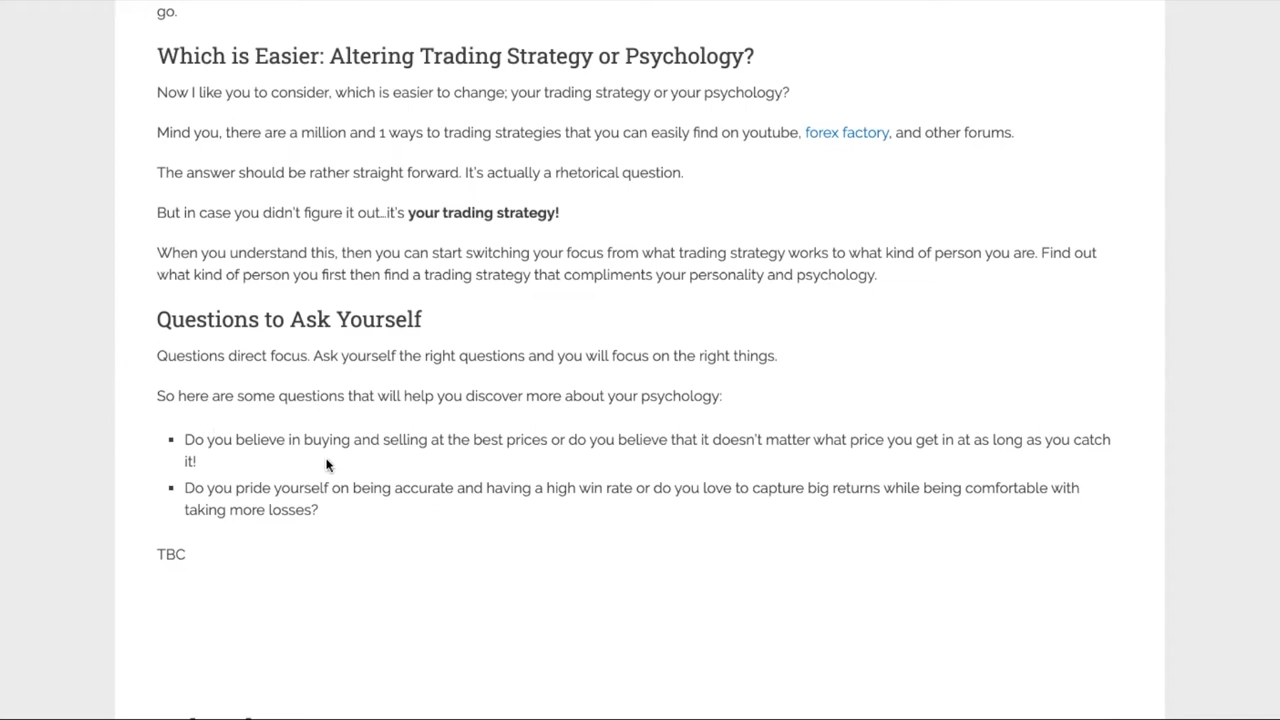 go.
Which is Easier: Altering Trading Strategy or Psychology?
Now I like you to consider, which is easier to change; your trading strategy or your psychology?
Mind you, there are a million and 1 ways to trading strategies that you can easily find on youtube, forex factory, and other forums.
The answer should be rather straight forward. It's actually a rhetorical question.
But in case you didn't figure it out…it's your trading strategy!
When you understand this, then you can start switching your focus from what trading strategy works to what kind of person you are. Find out
what kind of person you first then find a trading strategy that compliments your personality and psychology.
Questions to Ask Yourself
Questions direct focus. Ask yourself the right questions and you will focus on the right things.
So here are some questions that will help you discover more about your psychology:
▪ Do you believe in buying and selling at the best prices or do you believe that it doesn't matter what price you get in at as long as you catch
it!
▪ Do you pride yourself on being accurate and having a high win rate or do you love to capture big returns while being comfortable with
taking more losses?
TBC